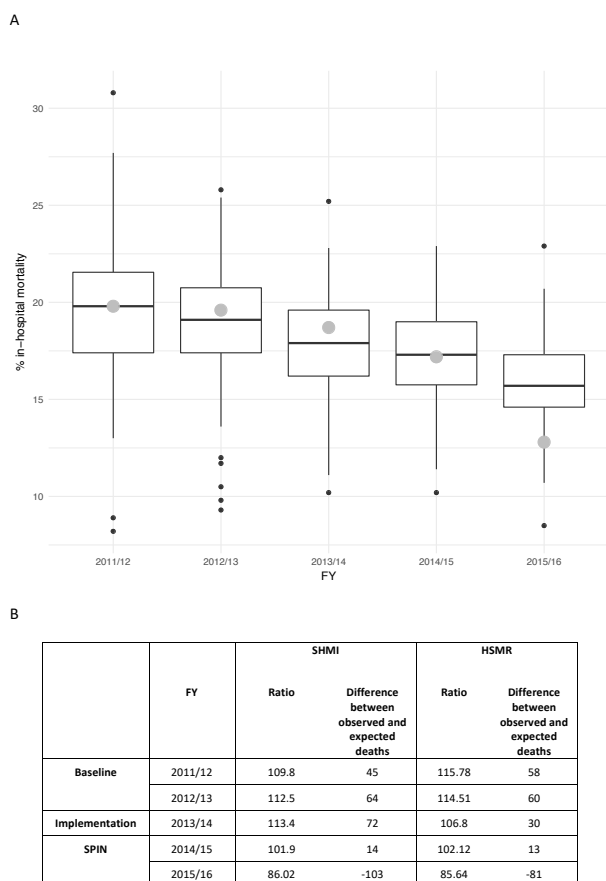 A
% in−hospital mortality
30
25
20
15
10
2011/12 2012/13 2013/14 2014/15 2015/16
FY
B
SHMI HSMR
FY Ratio Difference between observed and expected deaths Ratio Difference between observed and expected deaths
Baseline 2011/12 109.8 45 115.78 58
2012/13 112.5 64 114.51 60
Implementation 2013/14 113.4 72 106.8 30
SPIN 2014/15 101.9 14 102.12 13
2015/16 86.02 -103 85.64 -81